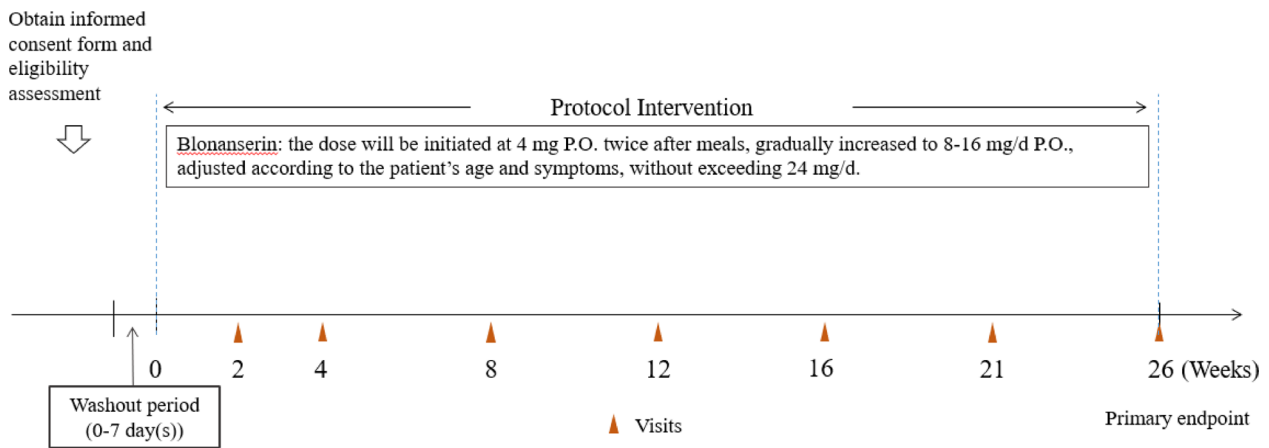 Obtain informed
consent form and
eligibility
assessment
Protocol Intervention
Blonanserin: the dose will be initiated at 4 mg P.O. twice after meals, gradually increased to 8-16 mg/d P.O.,
adjusted according to the patient’s age and symptoms, without exceeding 24 mg/d.
0 2 4 8 12 16 21 26 (Weeks)
Washout period
(0-7 day(s))
Visits
Primary endpoint